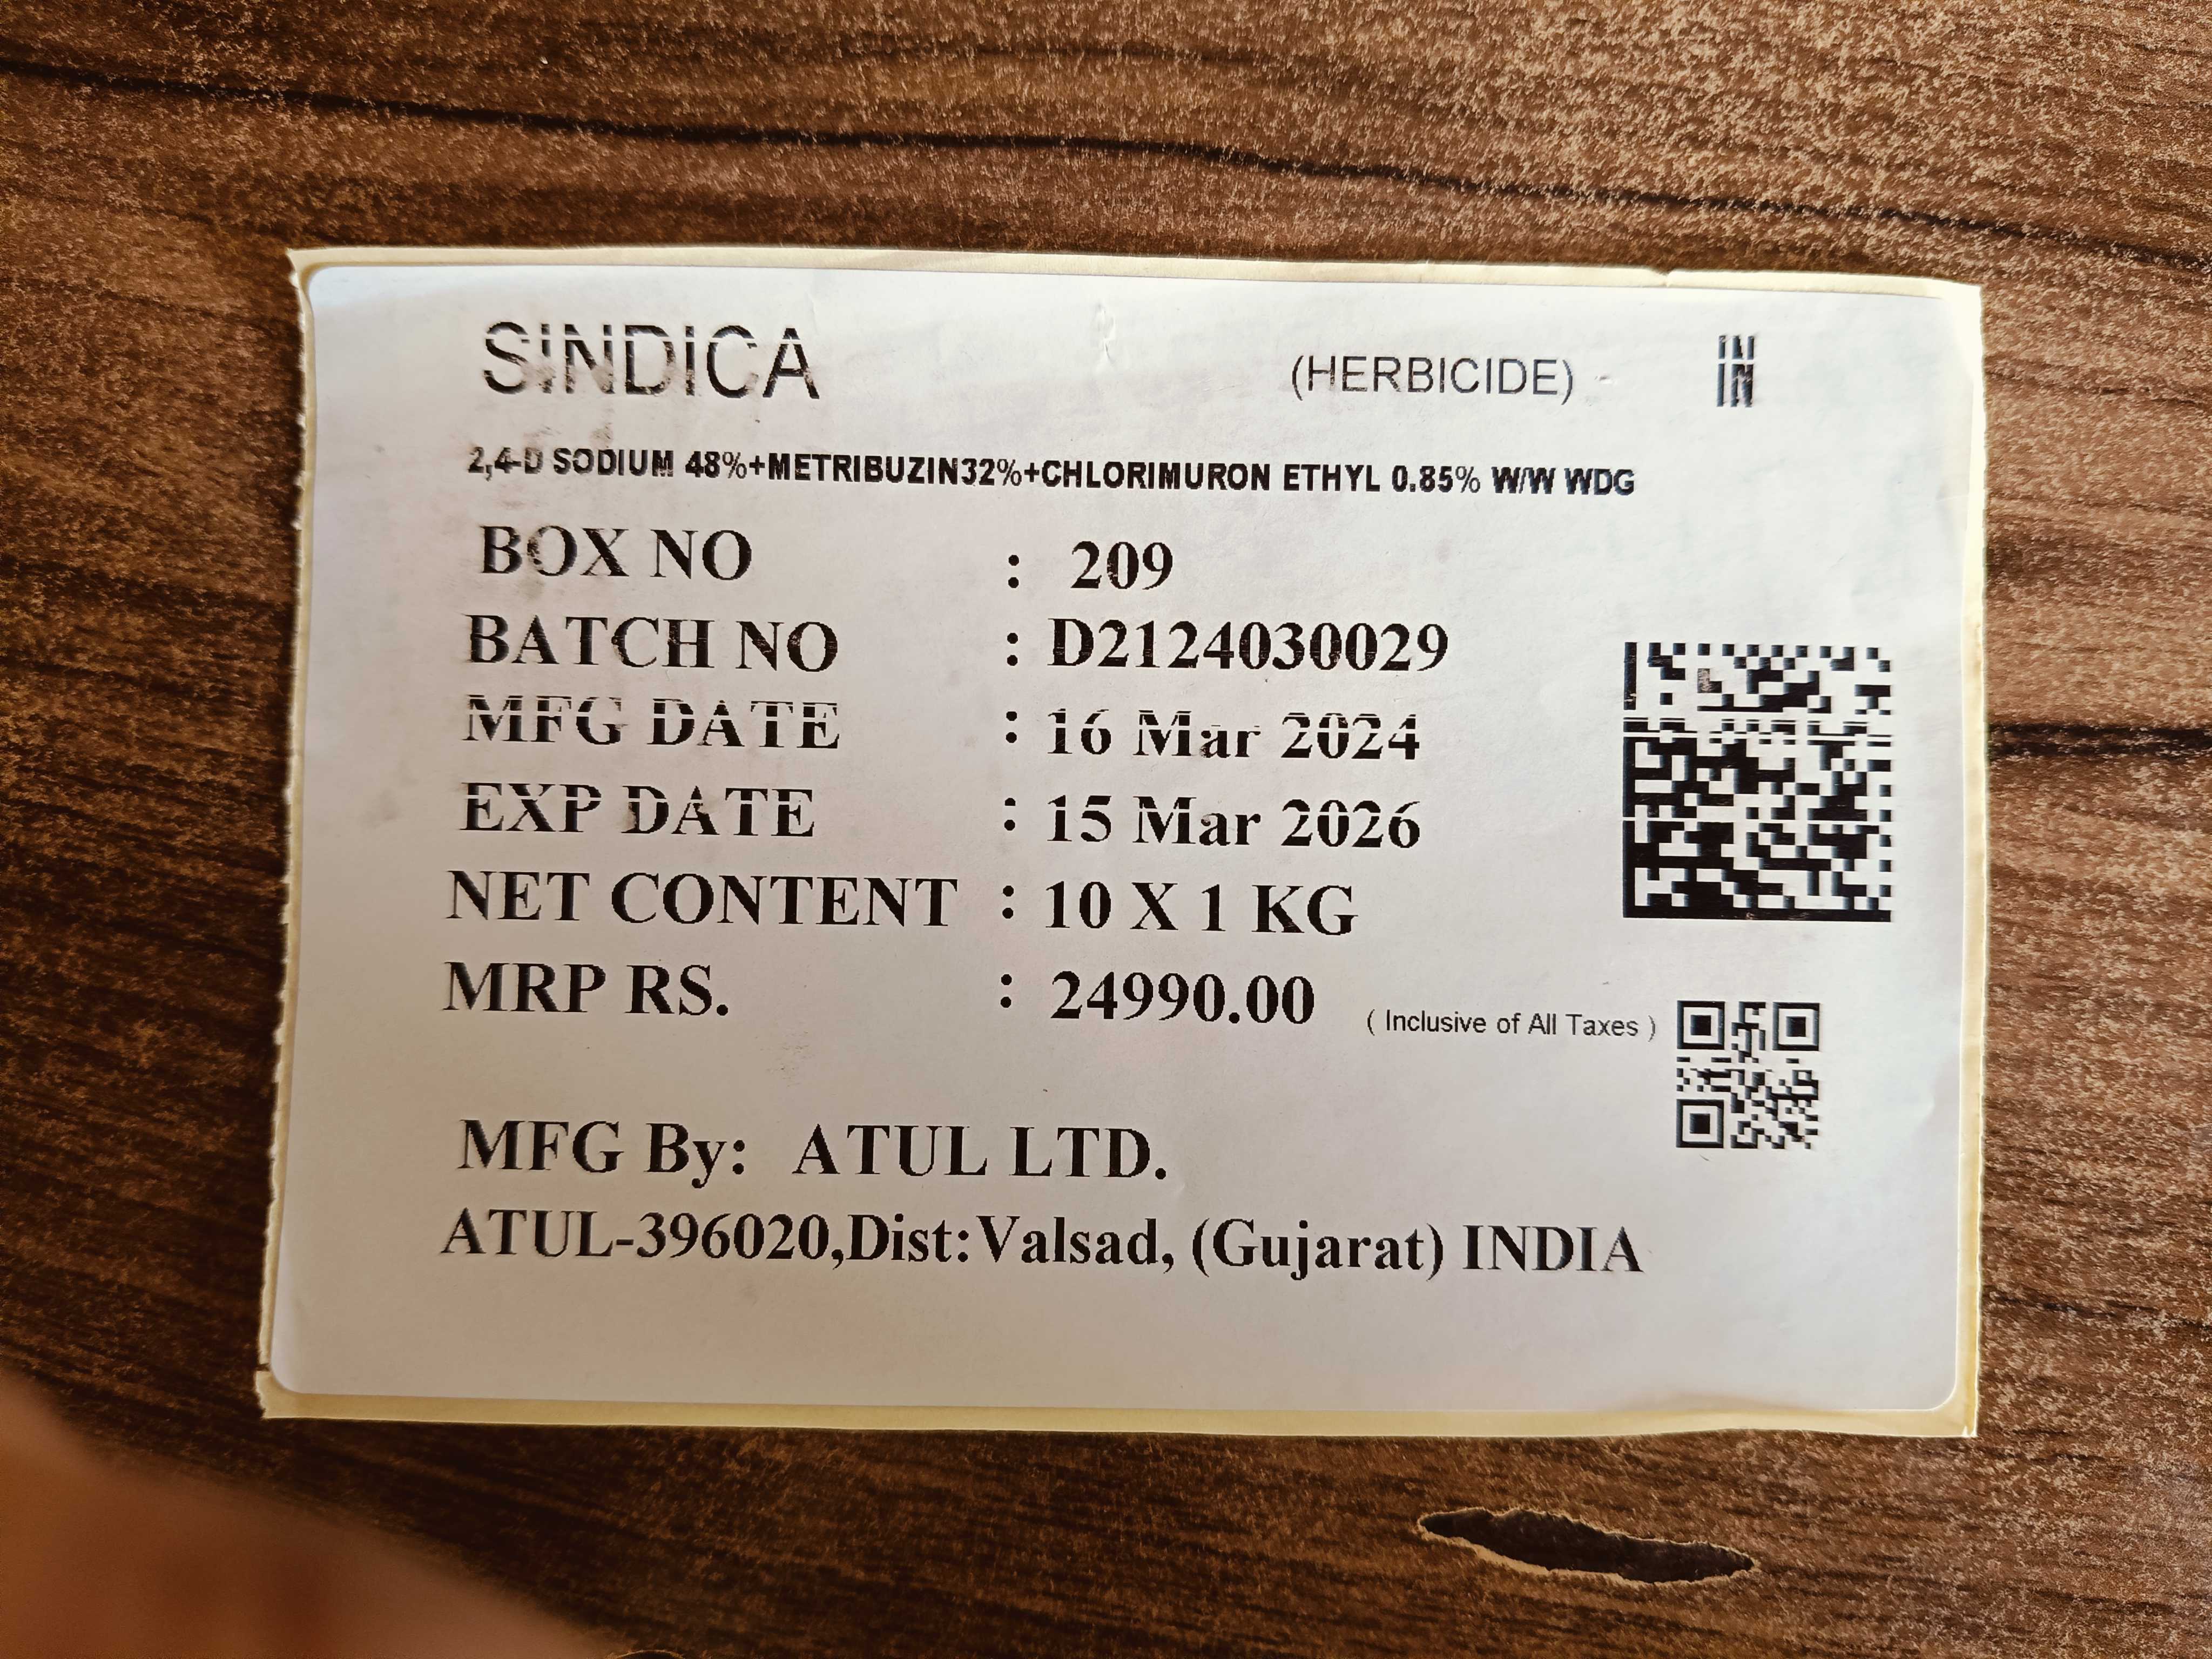 SINDICA (HERBICIDE) IN
2,4-D SODIUM 48%+METRIBUZIN32%+CHLORIMURON ETHYL 0.85% W/W WDG
BOX NO : 209
BATCH NO : D2124030029
MFG DATE : 16 Mar 2024
EXP DATE : 15 Mar 2026
NET CONTENT : 10 X 1 KG
MRP RS. : 24990.00 ( Inclusive of All Taxes )
MFG By: ATUL LTD.
ATUL-396020,Dist:Valsad, (Gujarat) INDIA